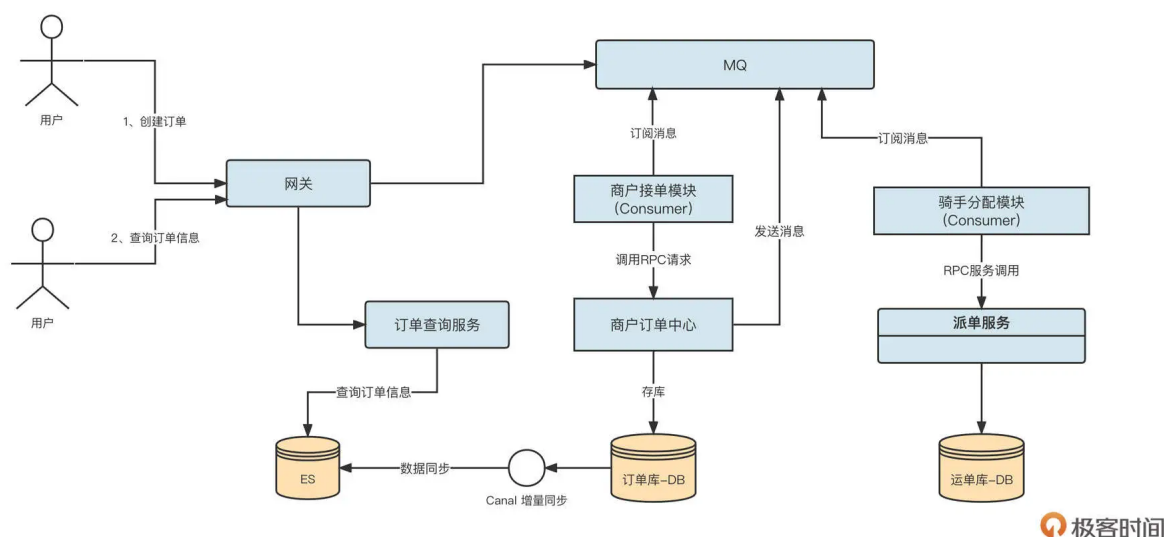 MQ
用户
1、创建订单
订阅消息
订阅消息
网关
商户接单模块
(Consumer)
骑手分配模块
(Consumer)
2、查询订单信息
发送消息
调用RPC请求
RPC服务调用
用户
订单查询服务
商户订单中心
派单服务
查询订单信息
存库
数据同步
ES
订单库-DB
运单库-DB
Canal 增量同步
极客时间